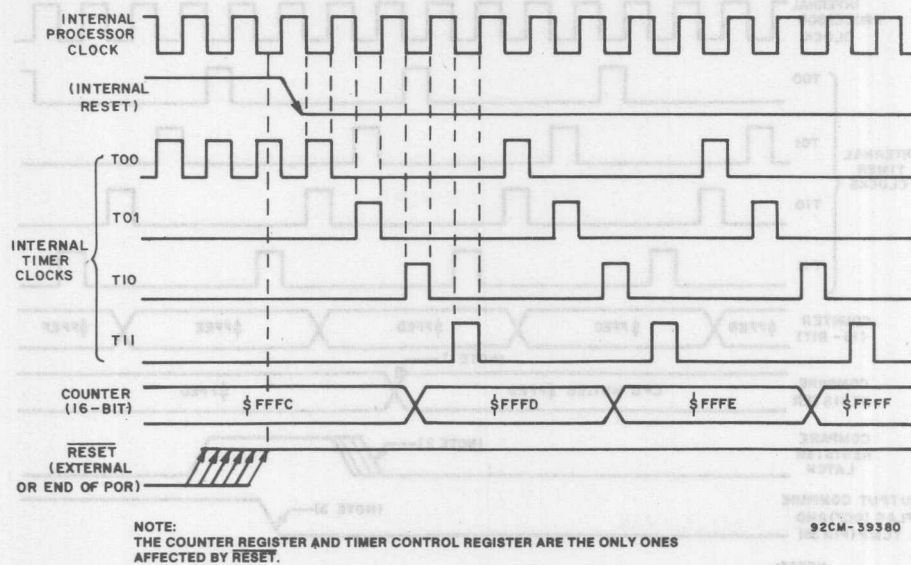 INTERNAL
PROCESSOR
CLOCK
(INTERNAL
RESET)
T00
T01
INTERNAL
TIMER
CLOCKS
T10
T11
COUNTER
(16-BIT)
$FFFC
$FFFD
$FFFE
$FFFF
RESET
(EXTERNAL
OR END OF POR)
NOTE:
THE COUNTER REGISTER AND TIMER CONTROL REGISTER ARE THE ONLY ONES
AFFECTED BY RESET.
92CM-39380